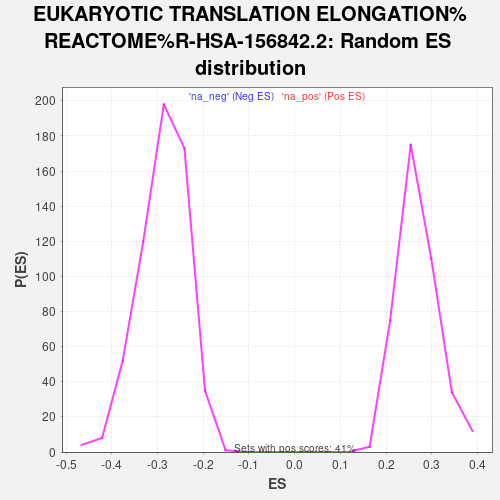 EUKARYOTIC TRANSLATION ELONGATION%
REACTOME%R-HSA-156842.2: Random ES
distribution
'na_neg' (Neg ES) 'na_pos' (Pos ES)
200
180
160
140
120
100
80
60
40
20
0
P(ES)
Sets with pos scores: 41%
-0.5 -0.4 -0.3 -0.2 -0.1 0.0 0.1 0.2 0.3 0.4
ES